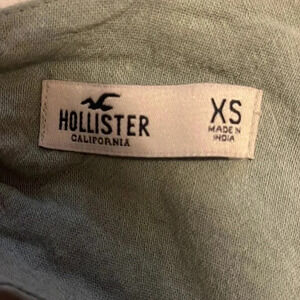 HOLLISTER
CALIFORNIA
XS
MADE IN
INDIA